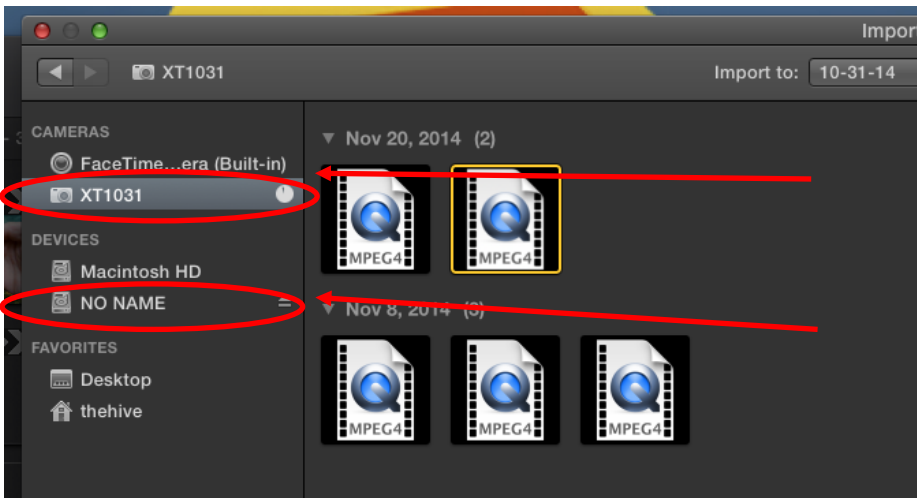 Impor
XT1031
Import to: 10-31-14
CAMERAS
FaceTime...era (Built-in)
XT1031
DEVICES
Macintosh HD
NO NAME
FAVORITES
Desktop
thehive
Nov 20, 2014 (2)
MPEG4 MPEG4
Nov 8, 2014 (3)
MPEG4 MPEG4 MPEG4